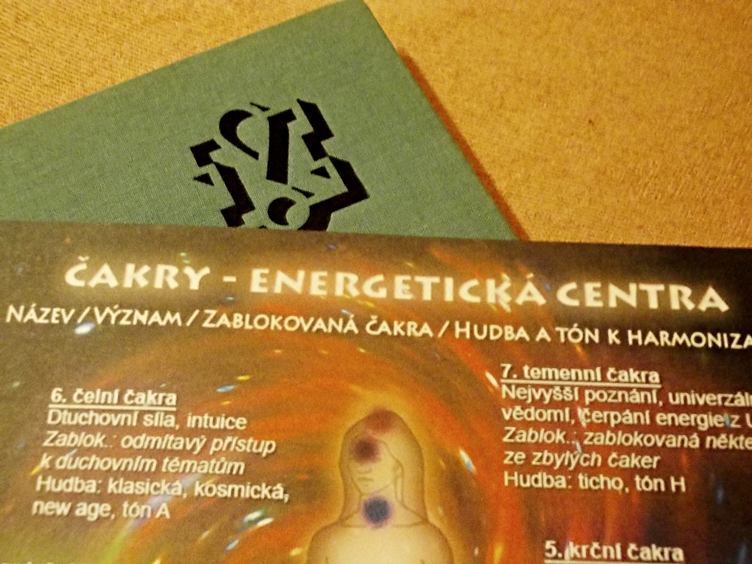 ČAKRY - ENERGETICKÁ CENTRA
NÁZEV / VÝZNAM / ZABLOKOVANÁ ČAKRA / HUDBA A TÓN K HARMONIZA
6. čelní čakra
Dtuchovní síla, intuice
Zablok.: odmítavý přístup
k duchovním tématům
Hudba: klasická, kosmická,
new age, tón A
7. temenní čakra
Nejvyšší poznání, univerzáln
vědomí, čerpání energie z U
Zablok.: zablokovaná někte
ze zbylých čaker
Hudba: ticho, tón H
5. krční čakra